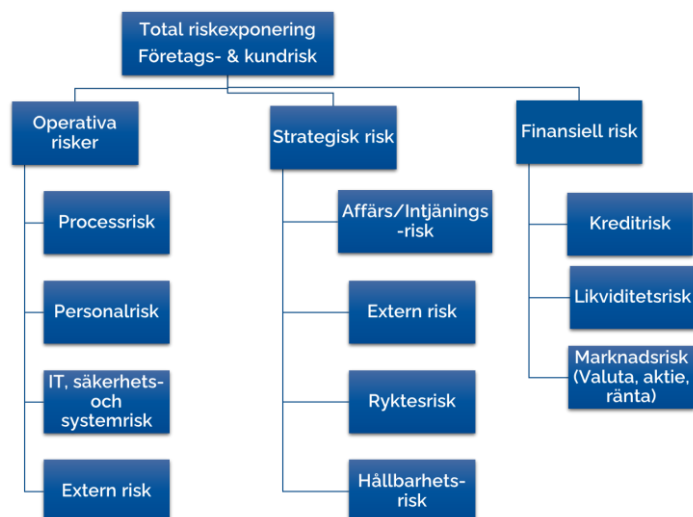 Total riskexponering
Företags- & kundrisk
Operativa
risker
Processrisk
Personalrisk
IT, säkerhets-
och
systemrisk
Extern risk
Strategisk risk
Affärs/Intjänings
-risk
Extern risk
Ryktesrisk
Hållbarhets-
risk
Finansiell risk
Kreditrisk
Likviditetsrisk
Marknadsrisk
(Valuta, aktie,
ränta)